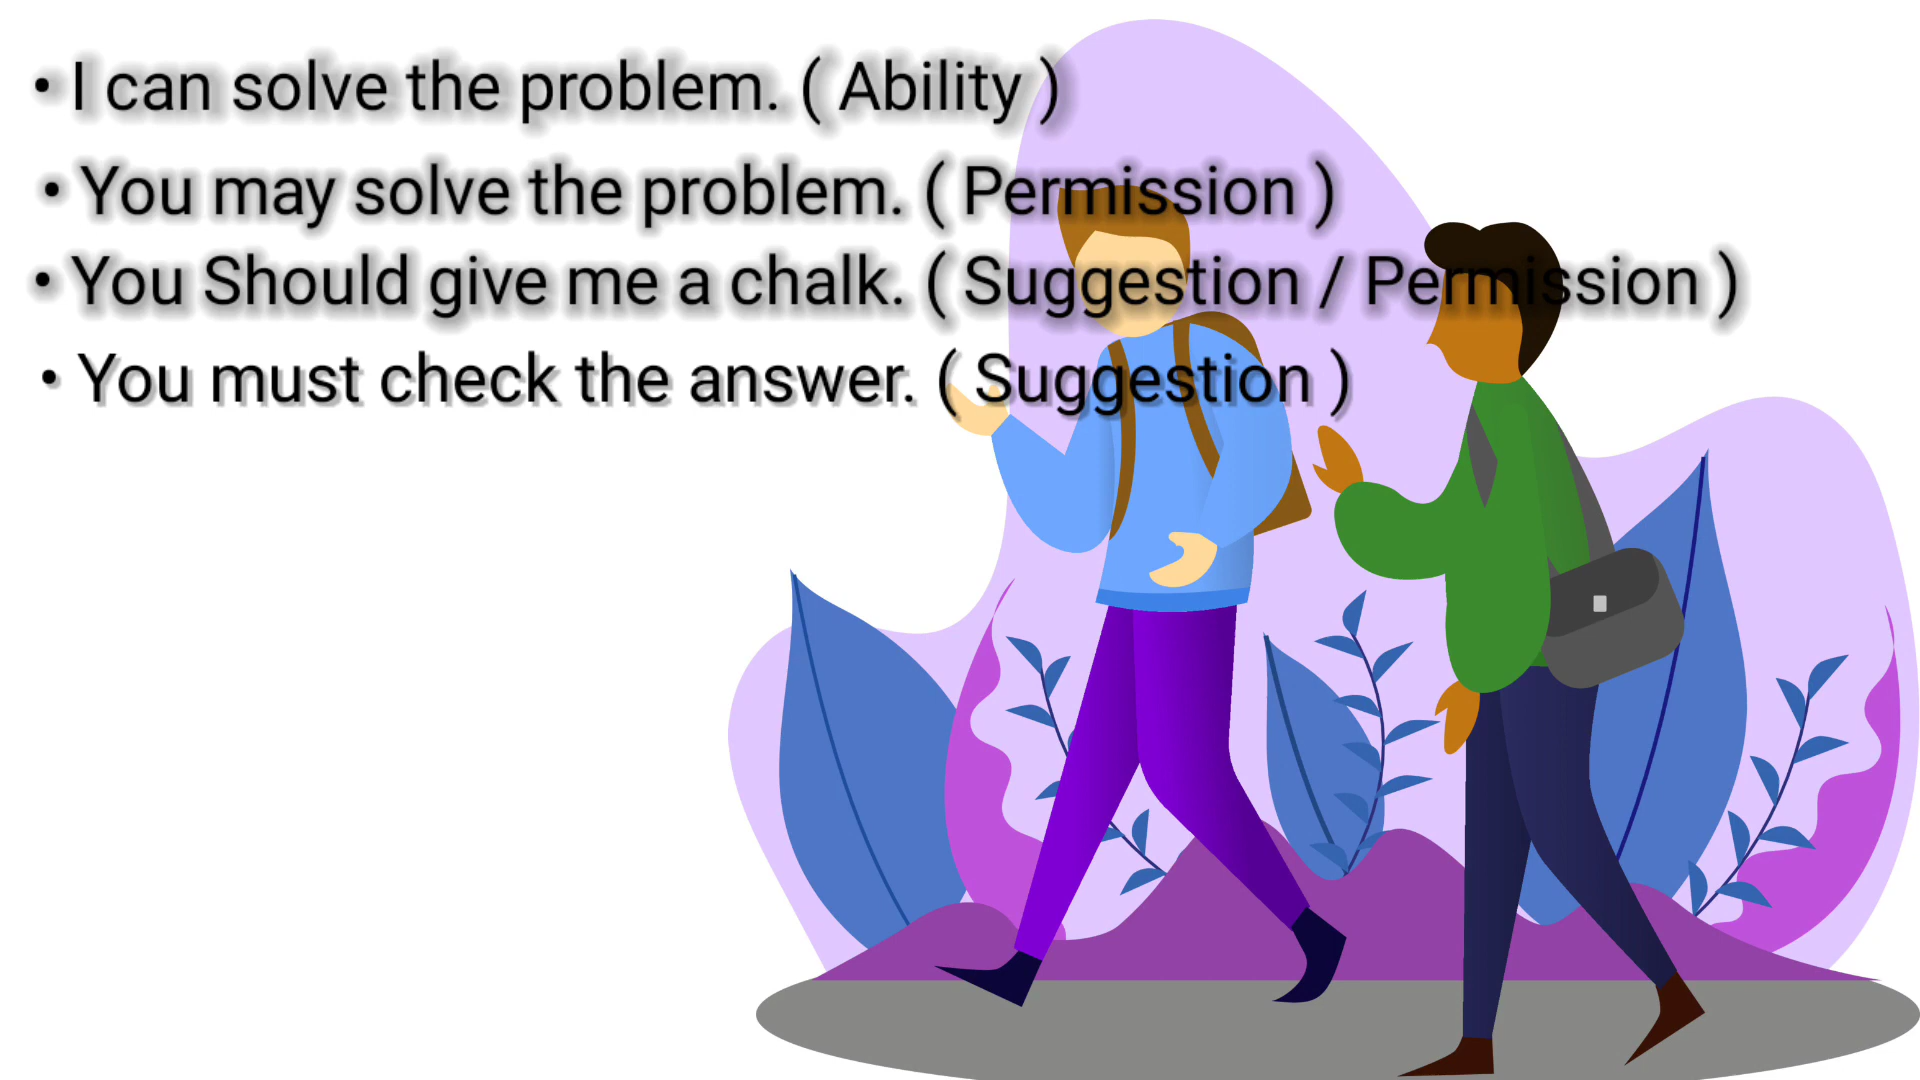 • I can solve the problem. ( Ability )
• You may solve the problem. ( Permission )
• You Should give me a chalk. ( Suggestion / Permission )
• You must check the answer. ( Suggestion )